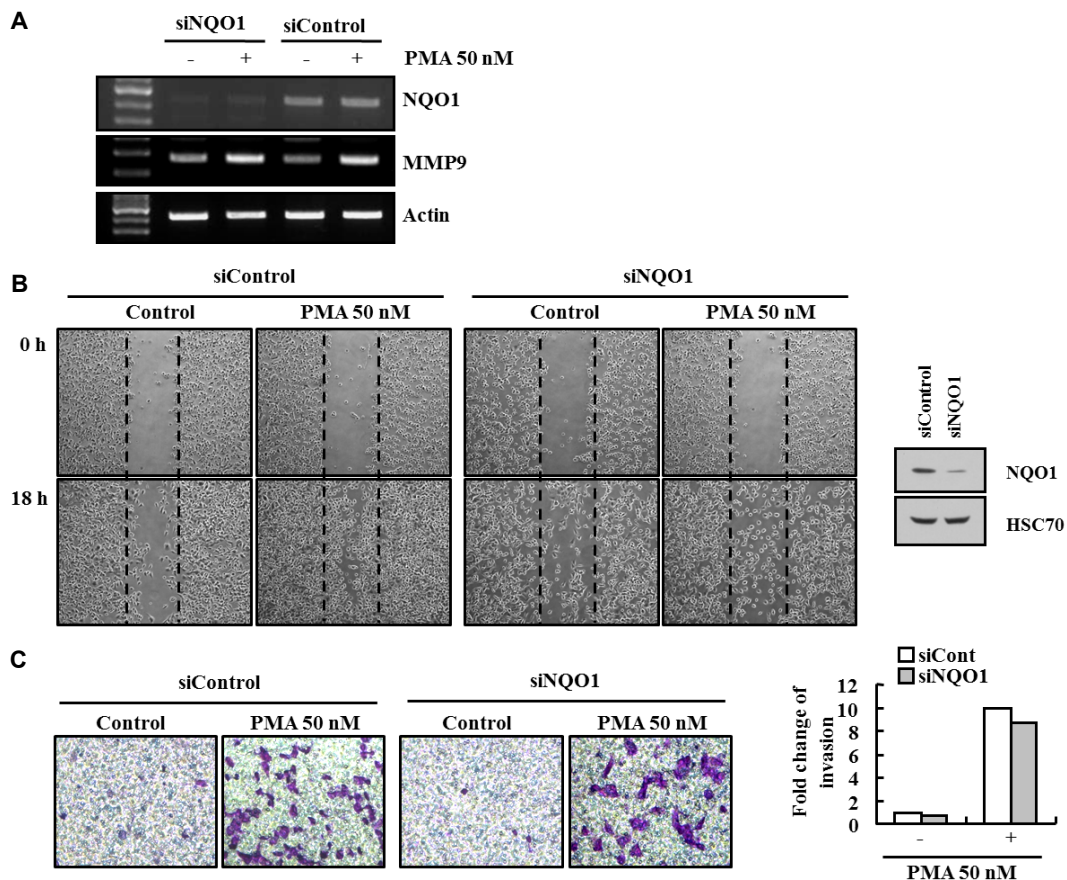 A
siNQO1 siControl
- + - + PMA 50 nM
NQO1
MMP9
Actin
B
siControl siNQO1
Control PMA 50 nM Control PMA 50 nM
0 h
18 h
siControl
siNQO1
NQO1
HSC70
C
siControl siNQO1
Control PMA 50 nM Control PMA 50 nM
siCont
siNQO1
Fold change of
invasion
12
10
8
6
4
2
0
- +
PMA 50 nM